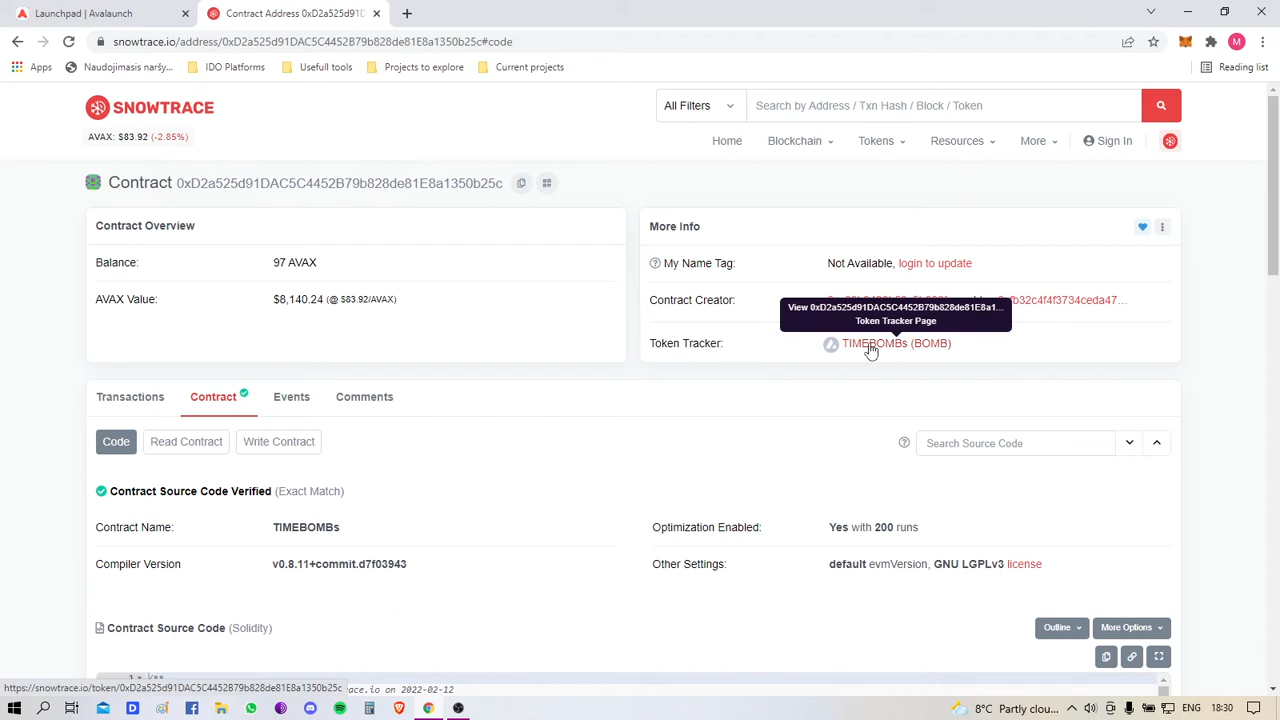 Launchpad | Avalaunch
Contract Address 0xD2a525d91D
snowtrace.io/address/0xD2a525d91DAC5C4452B79b828de81E8a1350b25c#code
M
Apps
Naudojimasis naršy...
IDO Platforms
Usefull tools
Projects to explore
Current projects
Reading list
SNOWTRACE
All Filters
Search by Address / Txn Hash / Block / Token
AVAX: $83.92 (-2.85%)
Home
Blockchain
Tokens
Resources
More
Sign In
Contract 0xD2a525d91DAC5C4452B79b828de81E8a1350b25c
Contract Overview
More Info
Balance:
97 AVAX
My Name Tag:
Not Available, login to update
AVAX Value:
$8,140.24 (@ $83.92/AVAX)
Contract Creator:
View 0xD2a525d91DAC5C4452B79b828de81E8a1...
Token Tracker Page
Token Tracker:
TIMEBOMBs (BOMB)
Transactions
Contract
Events
Comments
Code
Read Contract
Write Contract
Search Source Code
Contract Source Code Verified (Exact Match)
Contract Name:
TIMEBOMBs
Optimization Enabled:
Yes with 200 runs
Compiler Version
v0.8.11+commit.d7f03943
Other Settings:
default evmVersion, GNU LGPLv3 license
Contract Source Code (Solidity)
Outline
More Options
https://snowtrace.io/token/0xD2a525d91DAC5C4452B79b828de81E8a1350b25c
on 2022-02-12
8°C Partly clou...
LT
18:30